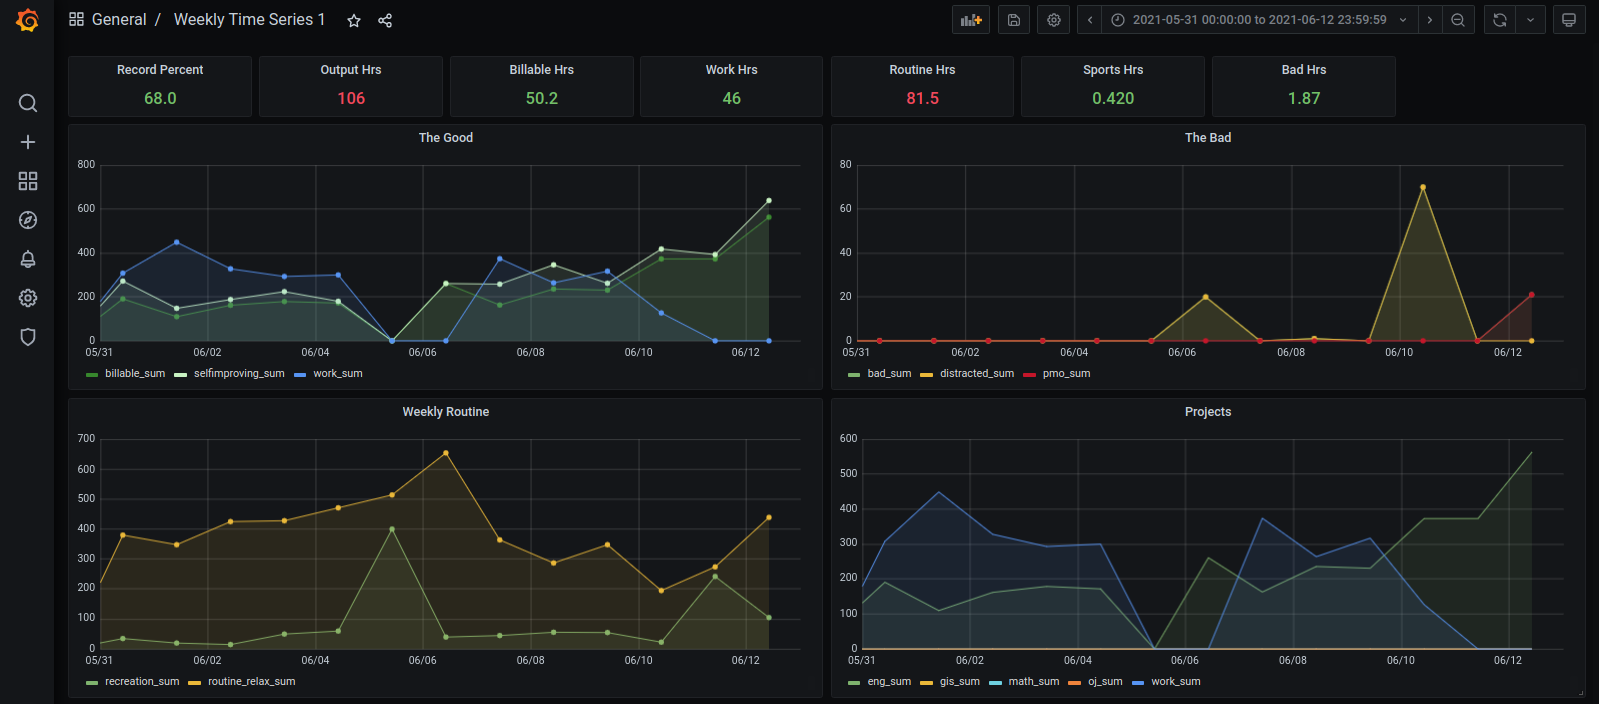 General / Weekly Time Series 1
2021-05-31 00:00:00 to 2021-06-12 23:59:59
Record Percent
68.0
Output Hrs
106
Billable Hrs
50.2
Work Hrs
46
Routine Hrs
81.5
Sports Hrs
0.420
Bad Hrs
1.87
The Good
800
600
400
200
0
05/31 06/02 06/04 06/06 06/08 06/10 06/12
billable_sum selfimproving_sum work_sum
The Bad
80
60
40
20
0
05/31 06/02 06/04 06/06 06/08 06/10 06/12
bad_sum distracted_sum pmo_sum
Weekly Routine
700
600
500
400
300
200
100
0
05/31 06/02 06/04 06/06 06/08 06/10 06/12
recreation_sum routine_relax_sum
Projects
600
500
400
300
200
100
0
05/31 06/02 06/04 06/06 06/08 06/10 06/12
eng_sum gis_sum math_sum oj_sum work_sum